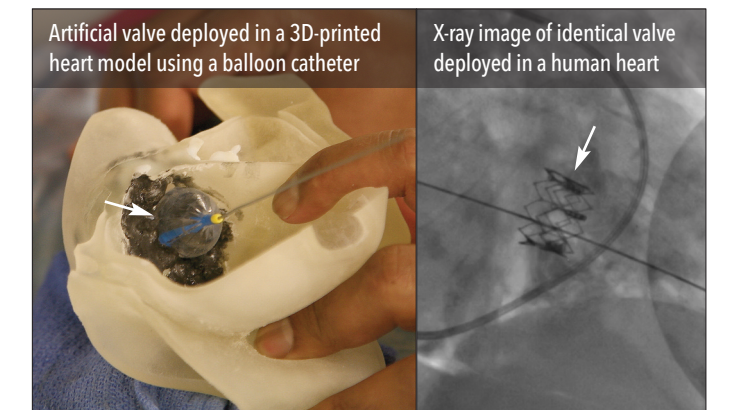 Artificial valve deployed in a 3D-printed
heart model using a balloon catheter
X-ray image of identical valve
deployed in a human heart